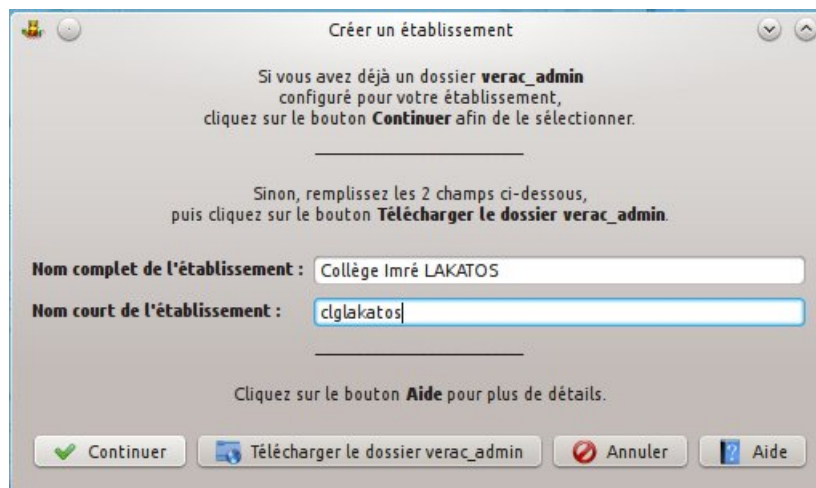 Créer un établissement
Si vous avez déjà un dossier verac_admin
configuré pour votre établissement,
cliquez sur le bouton Continuer afin de le sélectionner.
Sinon, remplissez les 2 champs ci-dessous,
puis cliquez sur le bouton Télécharger le dossier verac_admin.
Nom complet de l'établissement : Collège Imré LAKATOS
Nom court de l'établissement : clglakatos
Cliquez sur le bouton Aide pour plus de détails.
Continuer Télécharger le dossier verac_admin Annuler Aide